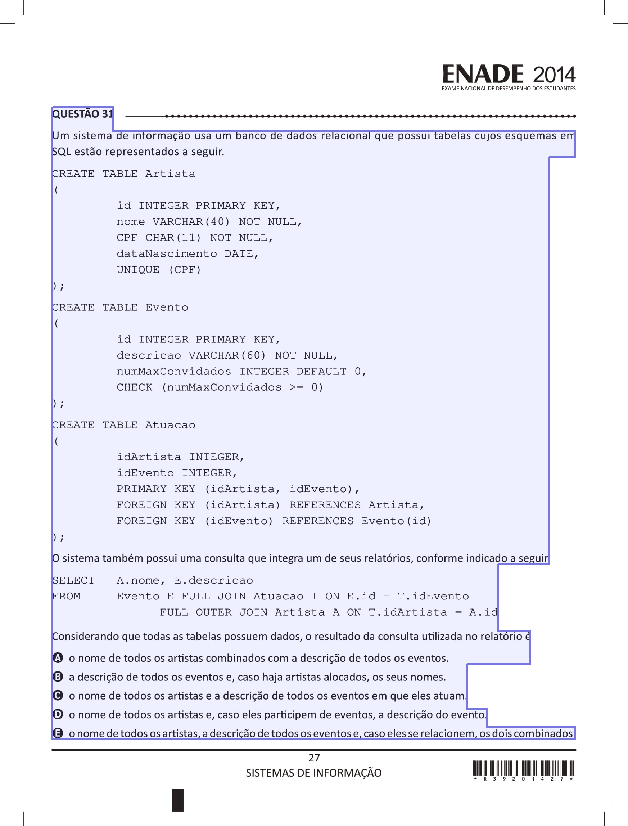 ENADE 2014
EXAME NACIONAL DE DESEMPENHO DOS ESTUDANTES
QUESTÃO 31
Um sistema de informação usa um banco de dados relacional que possui tabelas cujos esquemas em
SQL estão representados a seguir.
CREATE TABLE Artista
(
id INTEGER PRIMARY KEY,
nome VARCHAR(40) NOT NULL,
CPF CHAR(11) NOT NULL,
dataNascimento DATE,
UNIQUE (CPF)
);
CREATE TABLE Evento
(
id INTEGER PRIMARY KEY,
descricao VARCHAR(60) NOT NULL,
numMaxConvidados INTEGER DEFAULT 0,
CHECK (numMaxConvidados >= 0)
);
CREATE TABLE Atuacao
(
idArtista INTEGER,
idEvento INTEGER,
PRIMARY KEY (idArtista, idEvento),
FOREIGN KEY (idArtista) REFERENCES Artista,
FOREIGN KEY (idEvento) REFERENCES Evento(id)
);
O sistema também possui uma consulta que integra um de seus relatórios, conforme indicado a seguir
SELECT A.nome, E.descricao
FROM Evento E FULL JOIN Atuacao T ON E.id = T.idEvento
FULL OUTER JOIN Artista A ON T.idArtista = A.id
Considerando que todas as tabelas possuem dados, o resultado da consulta utilizada no relatório é
A o nome de todos os artistas combinados com a descrição de todos os eventos.
B a descrição de todos os eventos e, caso haja artistas alocados, os seus nomes.
C o nome de todos os artistas e a descrição de todos os eventos em que eles atuam.
D o nome de todos os artistas e, caso eles participem de eventos, a descrição do evento.
E o nome de todos os artistas, a descrição de todos os eventos e, caso eles se relacionem, os dois combinados
27
SISTEMAS DE INFORMAÇÃO
*R3920142 7*